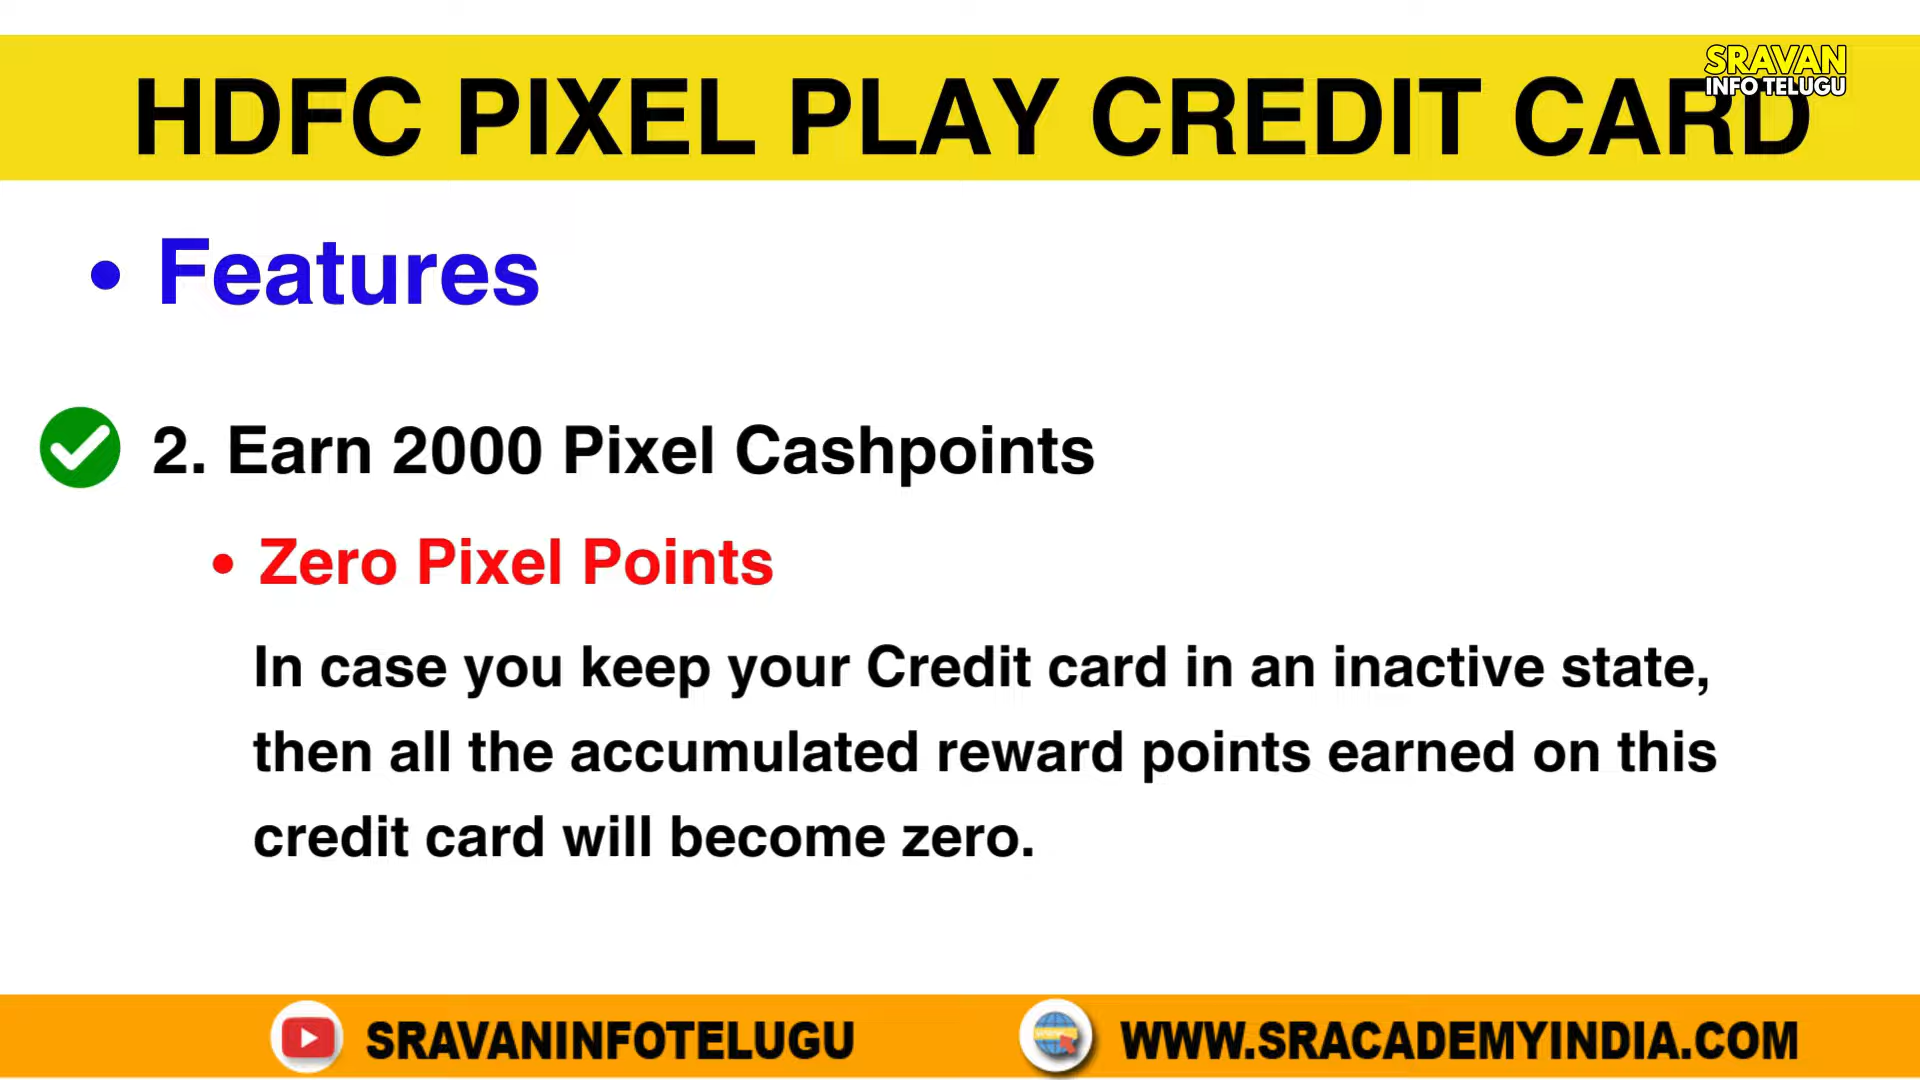 SRAVAN
INFO TELUGU
HDFC PIXEL PLAY CREDIT CARD
• Features
2. Earn 2000 Pixel Cashpoints
• Zero Pixel Points
In case you keep your Credit card in an inactive state,
then all the accumulated reward points earned on this
credit card will become zero.
SRAVANINFOTELUGU
WWW.SRACADEMYINDIA.COM